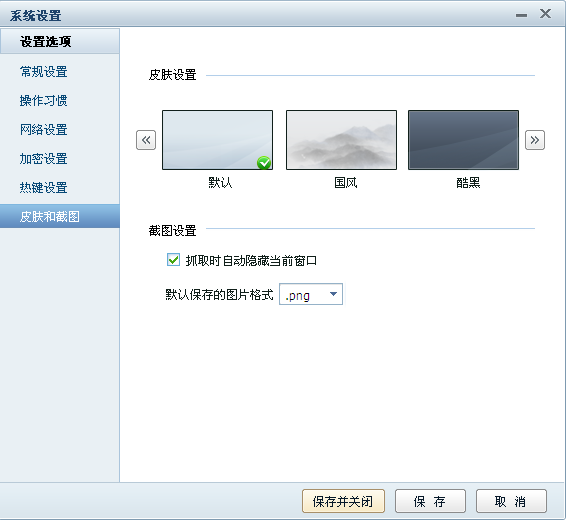 系统设置
设置选项
常规设置
操作习惯
网络设置
加密设置
热键设置
皮肤和截图
皮肤设置
默认
国风
酷黑
截图设置
抓取时自动隐藏当前窗口
默认保存的图片格式 .png
保存并关闭 保 存 取 消